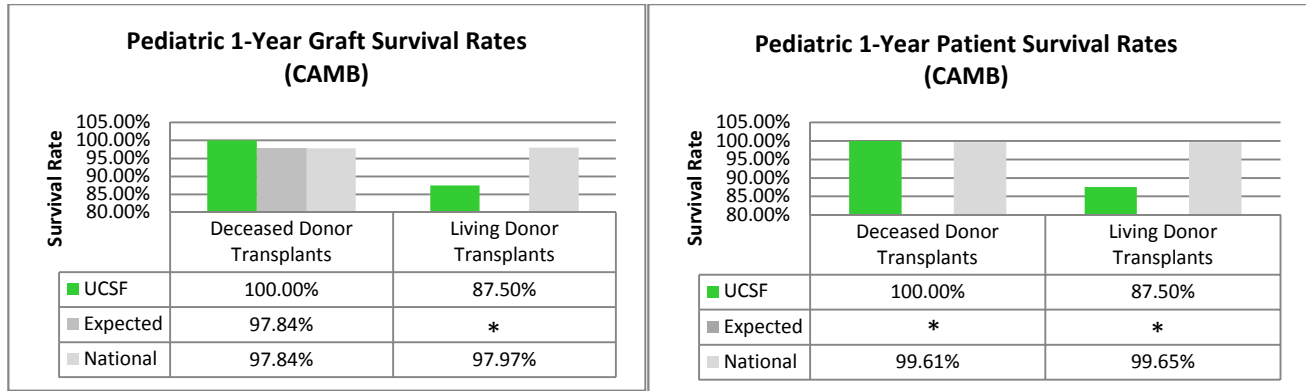 Pediatric 1-Year Graft Survival Rates
(CAMB)
Survival Rate
105.00%
100.00%
95.00%
90.00%
85.00%
80.00%
Deceased Donor Transplants
Living Donor Transplants
UCSF 100.00% 87.50%
Expected 97.84% *
National 97.84% 97.97%
Pediatric 1-Year Patient Survival Rates
(CAMB)
Survival Rate
105.00%
100.00%
95.00%
90.00%
85.00%
80.00%
Deceased Donor Transplants
Living Donor Transplants
UCSF 100.00% 87.50%
Expected * *
National 99.61% 99.65%